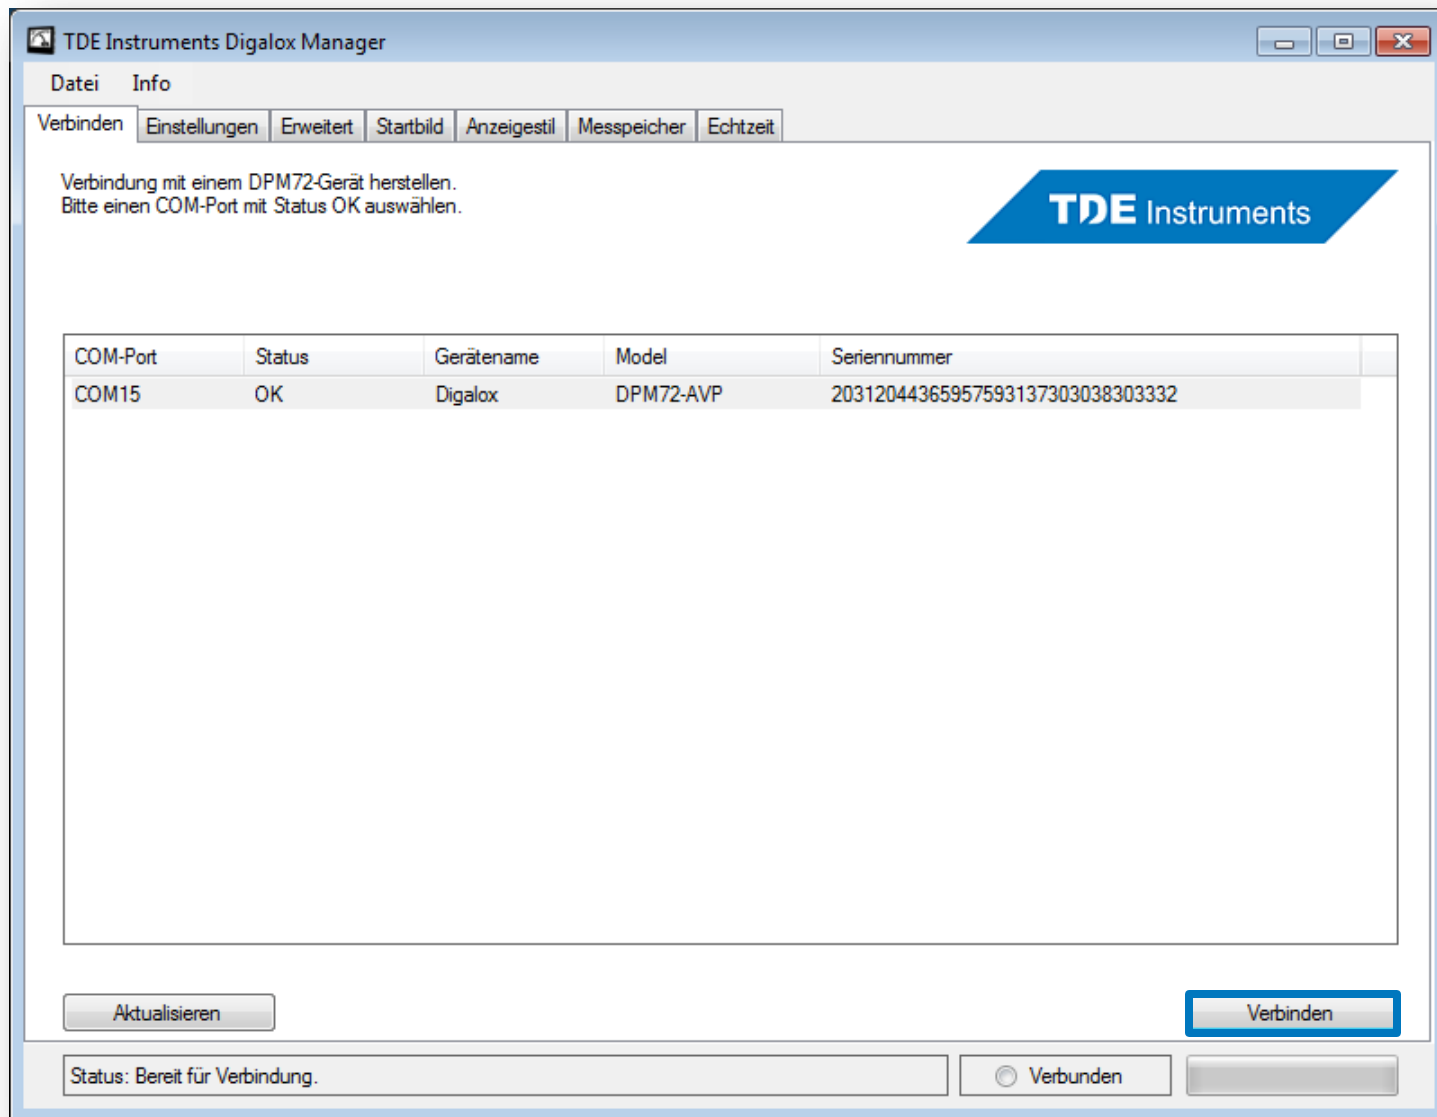 TDE Instruments Digalox Manager
Datei Info
Verbinden Einstellungen Erweitert Startbild Anzeigestil Messpeicher Echtzeit
Verbindung mit einem DPM72-Gerät herstellen.
Bitte einen COM-Port mit Status OK auswählen.
TDE Instruments
COM-Port Status Gerätename Model Seriennummer
COM15 OK Digalox DPM72-AVP 20312044365957593137303038303332
Aktualisieren Verbinden
Status: Bereit für Verbindung. Verbunden